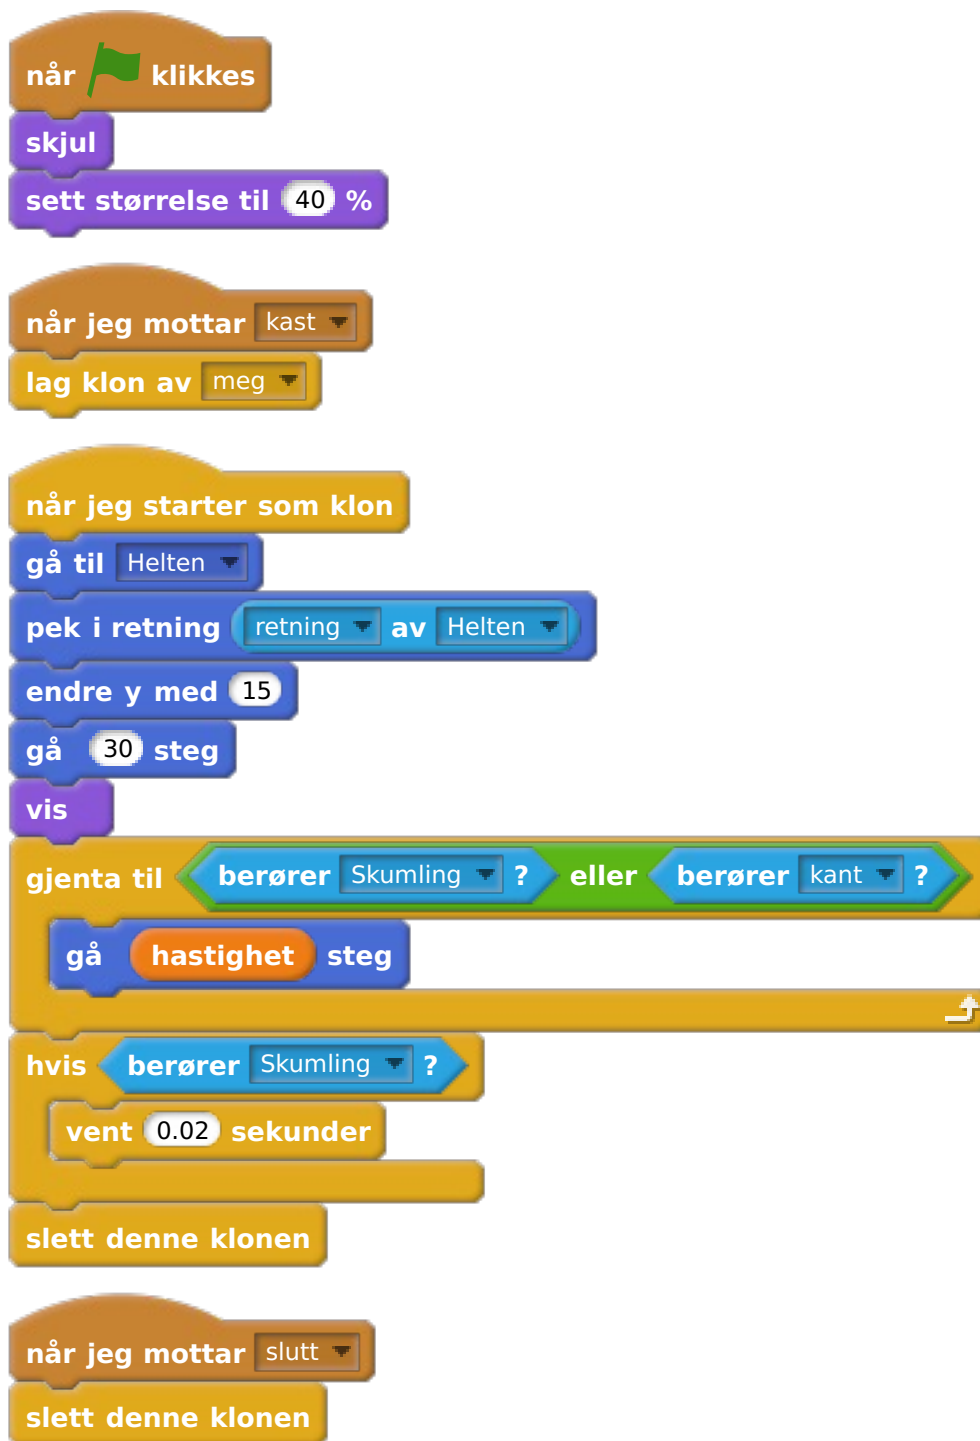 når klikkes
skjul
sett størrelse til 40 %
når jeg mottar kast
lag klon av meg
når jeg starter som klon
gå til Helten
pek i retning retning av Helten
endre y med 15
gå 30 steg
vis
gjenta til berører Skumling ? eller berører kant ?
gå hastighet steg
hvis berører Skumling ?
vent 0.02 sekunder
slett denne klonen
når jeg mottar slutt
slett denne klonen